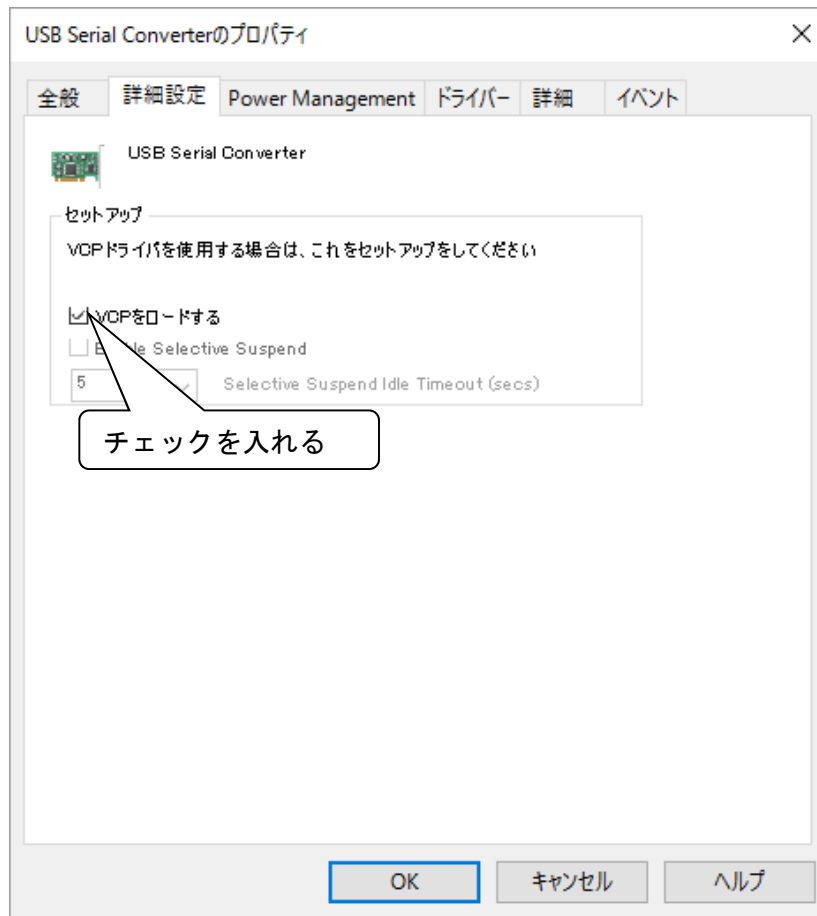 USB Serial Converterのプロパティ
全般 詳細設定 Power Management ドライバー 詳細 イベント
USB Serial Converter
セットアップ
VCPドライバを使用する場合は、これをセットアップをしてください
VCPをロードする
Selective Suspend
5 Selective Suspend Idle Timeout (secs)
チェックを入れる
OK キャンセル ヘルプ